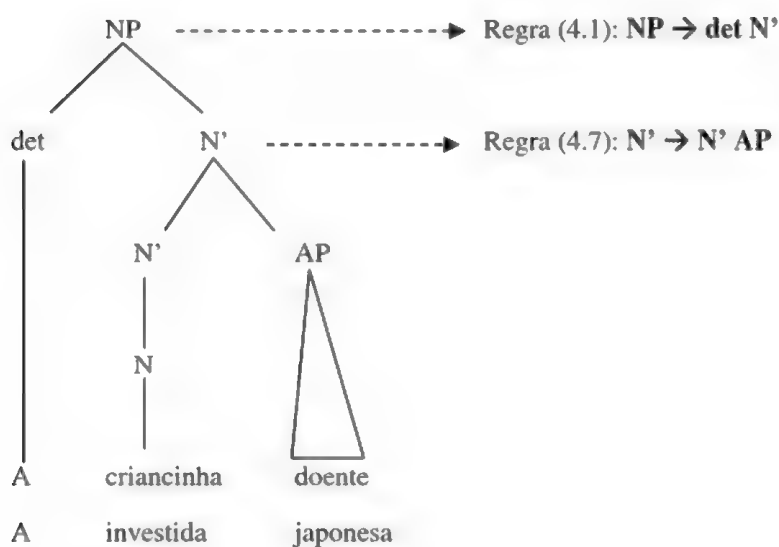 NP Regra (4.1): NP → det N’
det N’ Regra (4.7): N’ → N’ AP
N’ AP
N
A criancinha doente
A investida japonesa